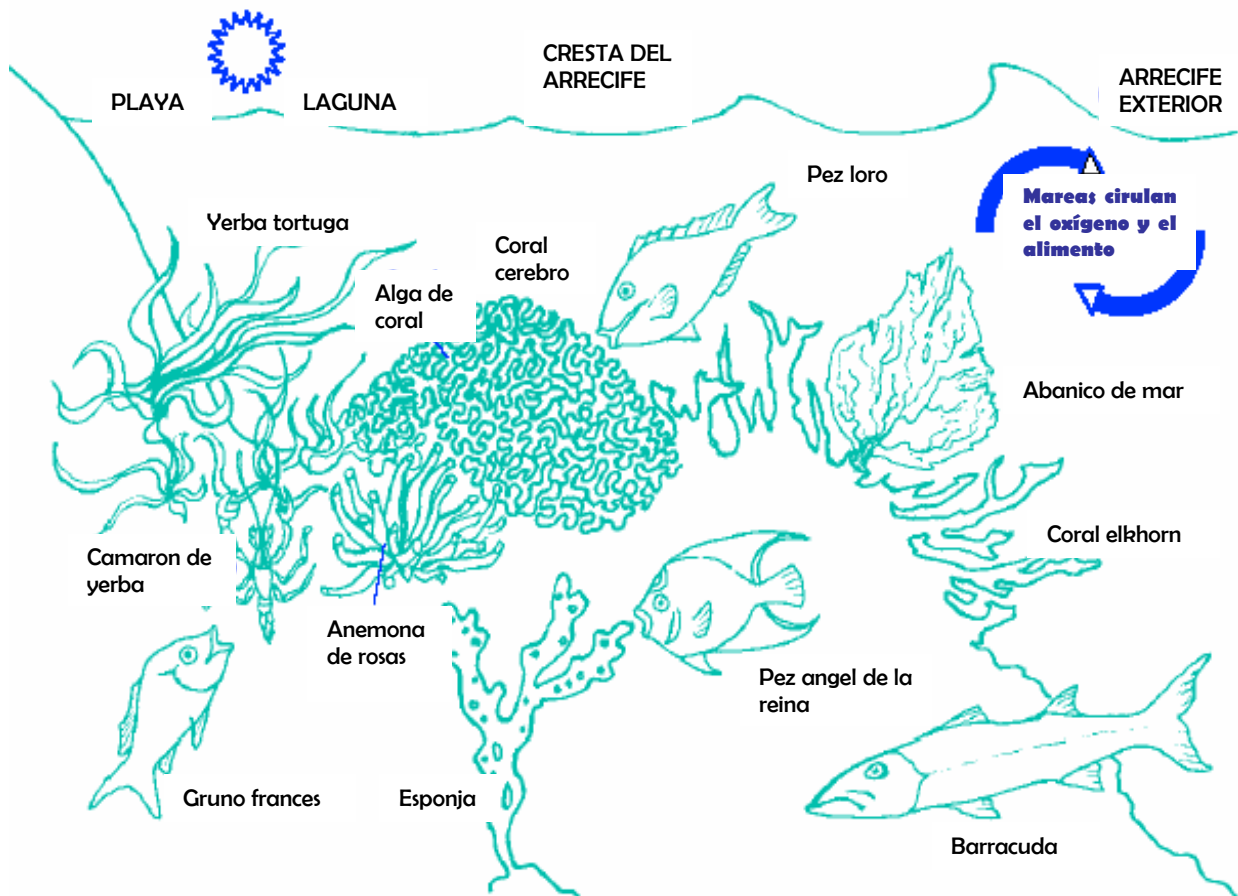 PLAYA
LAGUNA
CRESTA DEL
ARRECIFE
ARRECIFE
EXTERIOR
Pez loro
Mareas cirulan
el oxígeno y el
alimento
Yerba tortuga
Coral
cerebro
Alga de
coral
Abanico de mar
Coral elkhorn
Camaron de
yerba
Anemona
de rosas
Pez angel de la
reina
Gruno frances
Esponja
Barracuda